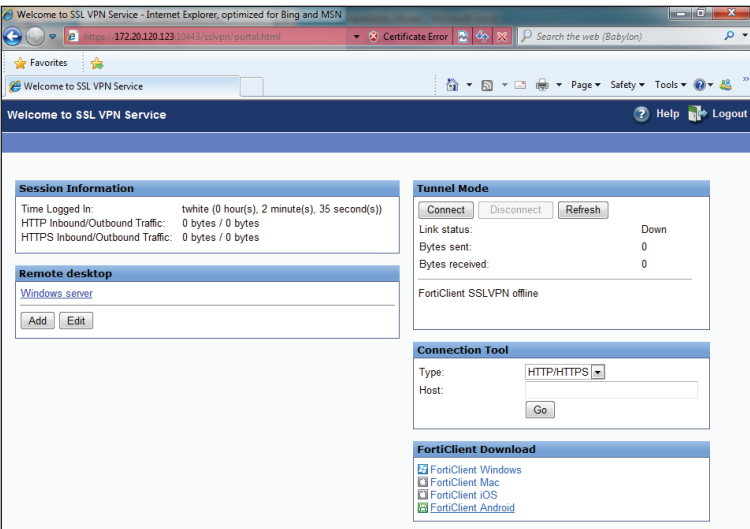 Welcome to SSL VPN Service - Internet Explorer, optimized for Bing and MSN
https://172.20.120.123:10443/sslvpn/portal.html
Certificate Error
Search the web (Babylon)
Favorites
Welcome to SSL VPN Service
Page Safety Tools
Welcome to SSL VPN Service
Help Logout
Session Information
Time Logged In: twhite (0 hour(s), 2 minute(s), 35 second(s))
HTTP Inbound/Outbound Traffic: 0 bytes / 0 bytes
HTTPS Inbound/Outbound Traffic: 0 bytes / 0 bytes
Remote desktop
Windows server
Add Edit
Tunnel Mode
Connect Disconnect Refresh
Link status: Down
Bytes sent: 0
Bytes received: 0
FortiClient SSLVPN offline
Connection Tool
Type: HTTP/HTTPS
Host:
Go
FortiClient Download
FortiClient Windows
FortiClient Mac
FortiClient iOS
FortiClient Android